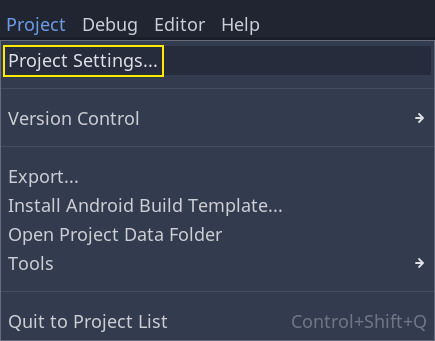 Project Debug Editor Help
Project Settings...
Version Control
Export...
Install Android Build Template...
Open Project Data Folder
Tools
Quit to Project List Control+Shift+Q